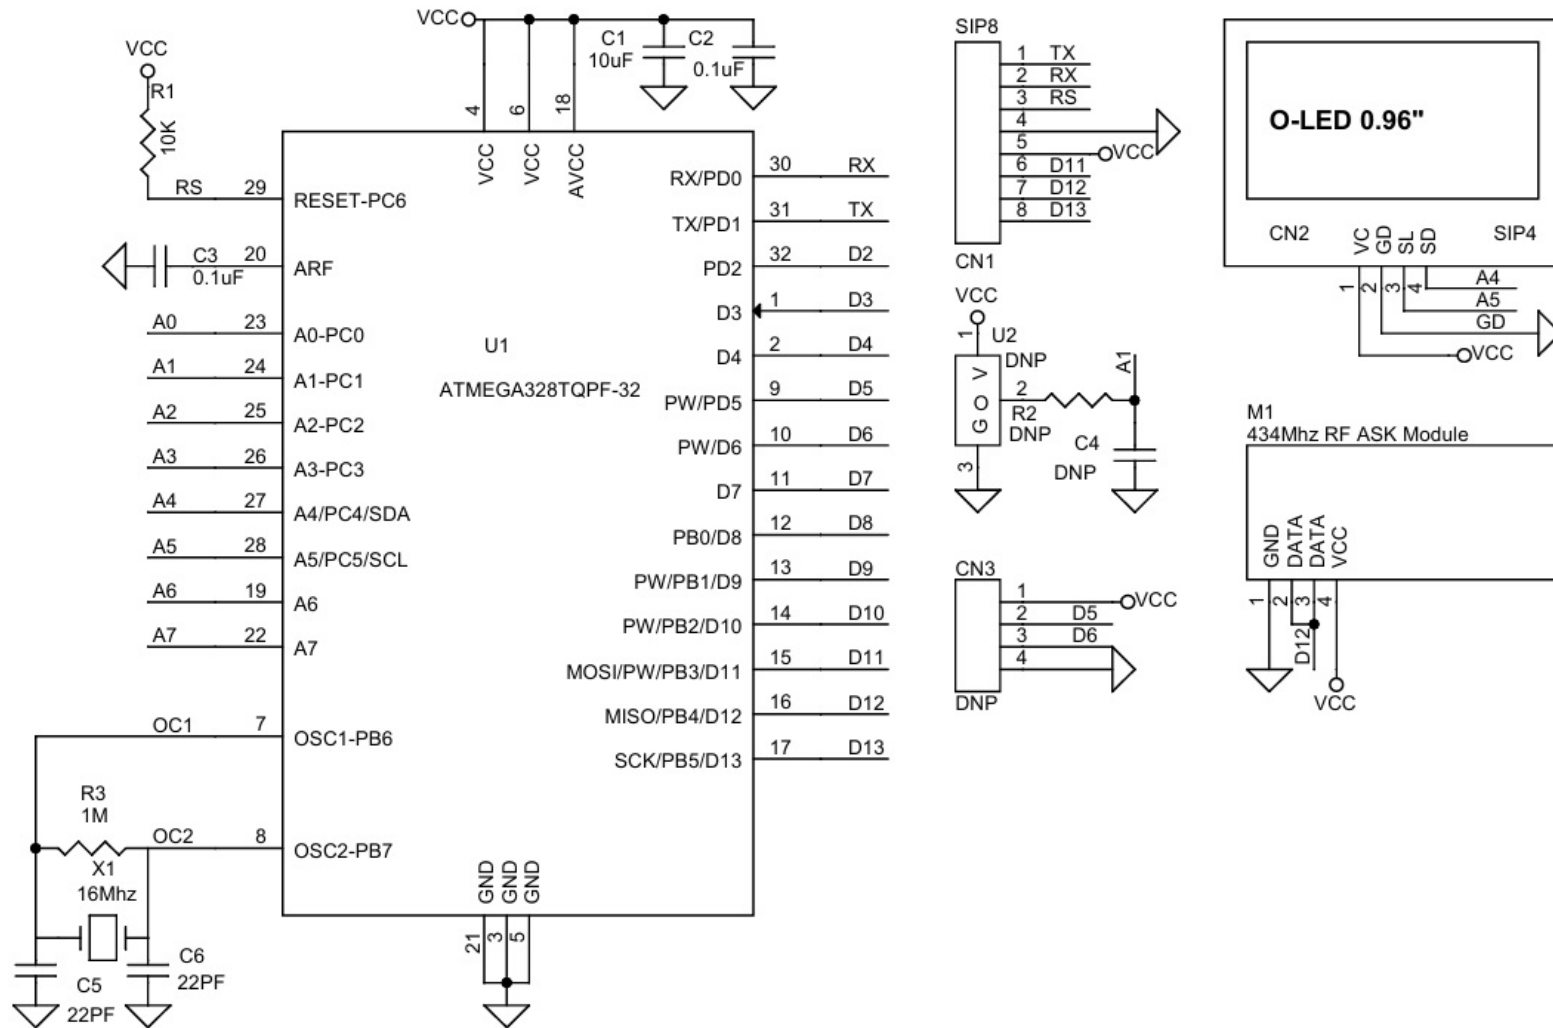 VCC
C1
10uF
C2
0.1uF
VCC
R1
10K
4
6
18
VCC
VCC
AVCC
RS
29
RESET-PC6
C3
0.1uF
20
ARF
A0
23
A0-PC0
A1
24
A1-PC1
A2
25
A2-PC2
A3
26
A3-PC3
A4
27
A4/PC4/SDA
A5
28
A5/PC5/SCL
A6
19
A6
A7
22
A7
OC1
7
OSC1-PB6
R3
1M
OC2
8
OSC2-PB7
X1
16Mhz
C5
22PF
C6
22PF
U1
ATMEGA328TQPF-32
GND
GND
GND
21
3
5
RX/PD0
30
RX
TX/PD1
31
TX
PD2
32
D2
D3
1
D3
D4
2
D4
PW/PD5
9
D5
PW/D6
10
D6
D7
11
D7
PB0/D8
12
D8
PW/PB1/D9
13
D9
PW/PB2/D10
14
D10
MOSI/PW/PB3/D11
15
D11
MISO/PB4/D12
16
D12
SCK/PB5/D13
17
D13
SIP8
1 TX
2 RX
3 RS
4
5
VCC
6 D11
7 D12
8 D13
CN1
VCC
1
U2
DNP
V
O
G
2
R2
DNP
3
A1
C4
DNP
CN3
1
VCC
2 D5
3 D6
4
DNP
O-LED 0.96"
CN2
VC
GD
SL
SD
SIP4
1
2
3
4
A4
A5
GD
VCC
M1
434Mhz RF ASK Module
GND
DATA
DATA
VCC
1
2
3
4
D12
VCC